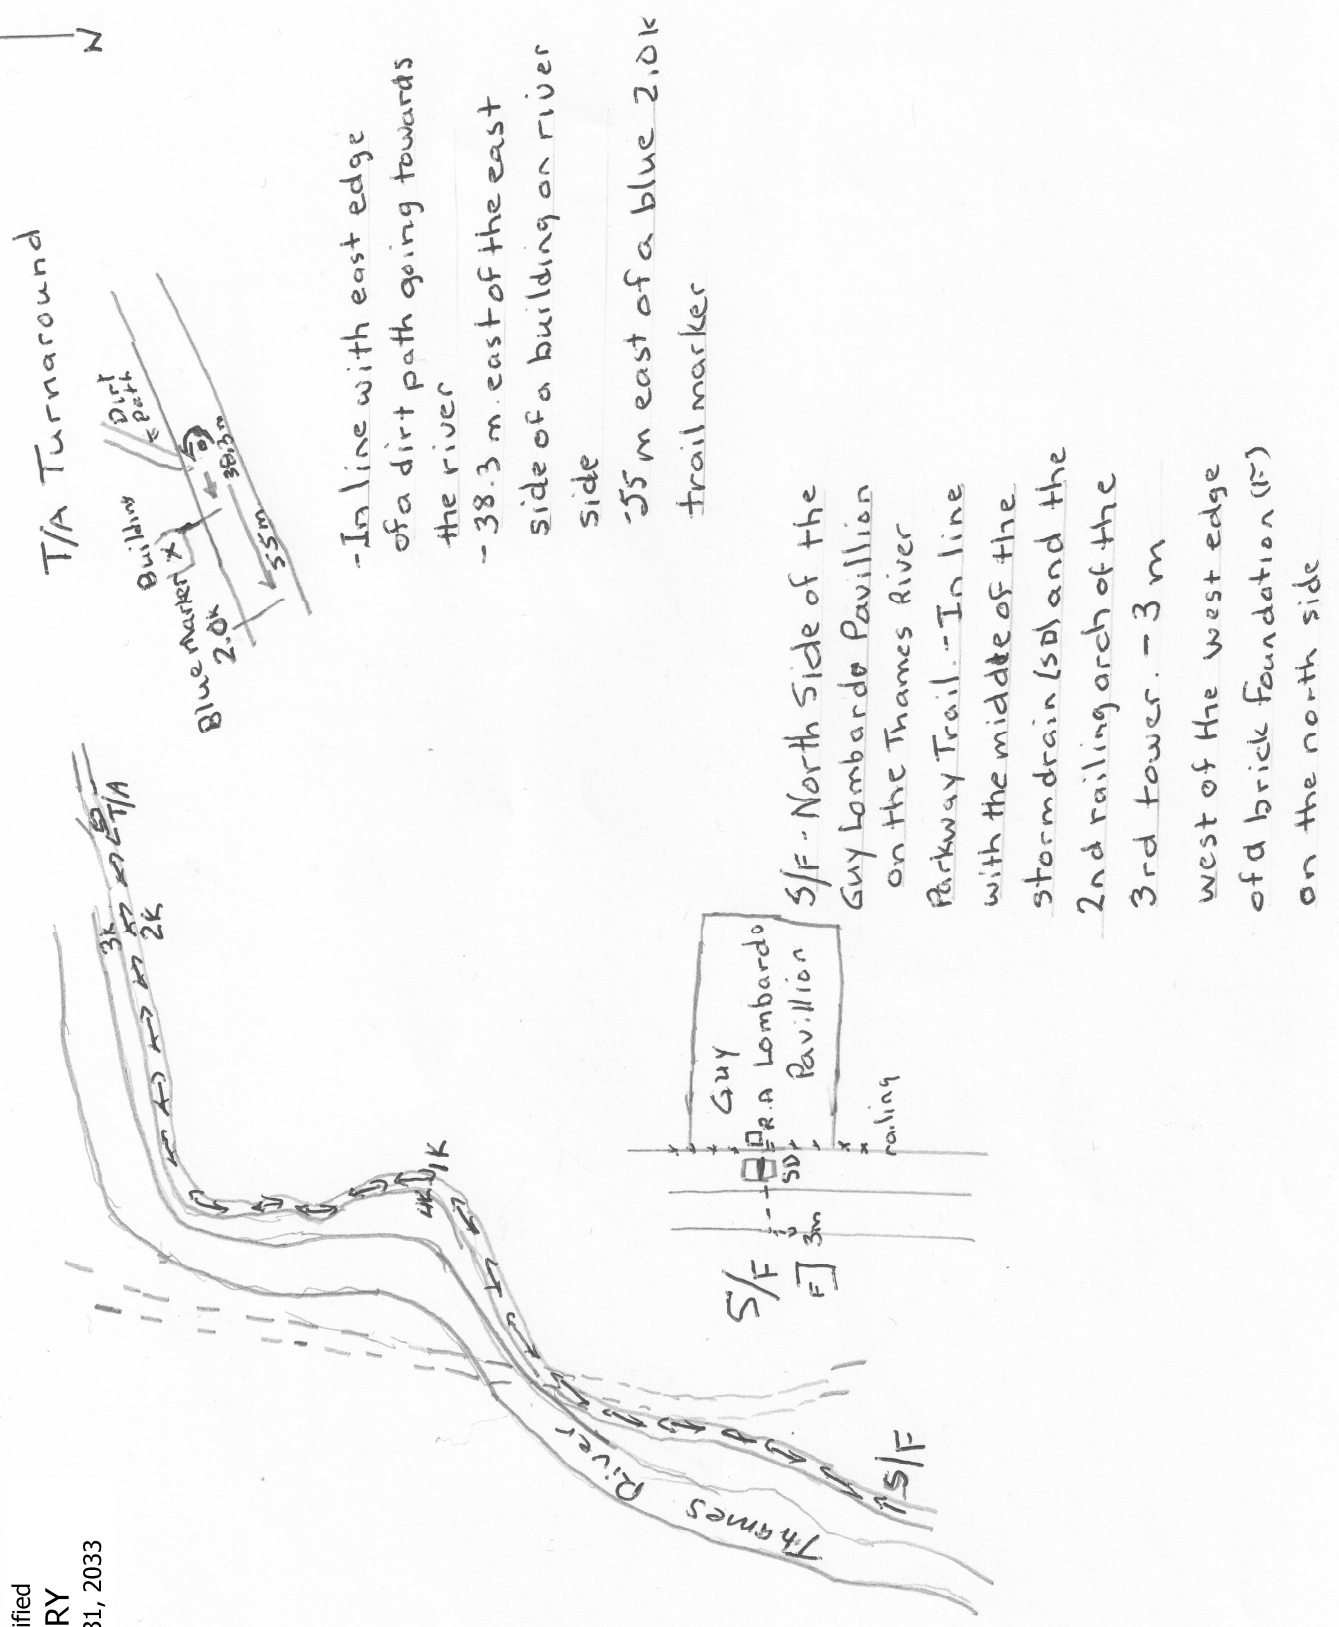 N
T/A Turnaround
Dirt
Path
Building
X
Blue Marker
2.0K
38.3m
55m
-In line with east edge
of a dirt path going towards
the river
-38.3 m. east of the east
side of a building on river
side
-55 m east of a blue 2.0k
trail marker
3K
2K
T/A
1K
4K
Thames River
S/F
Guy
Lombardo
Pavillion
R.A
SD
railing
3m
S/F
F
S/F - North Side of the
Guy Lombardo Pavillion
on the Thames River
Parkway Trail. - In line
with the middle of the
storm drain (SD) and the
2nd railing arch of the
3rd tower. - 3 m
west of the west edge
of a brick foundation (F)
on the north side
ified
RY
31, 2033